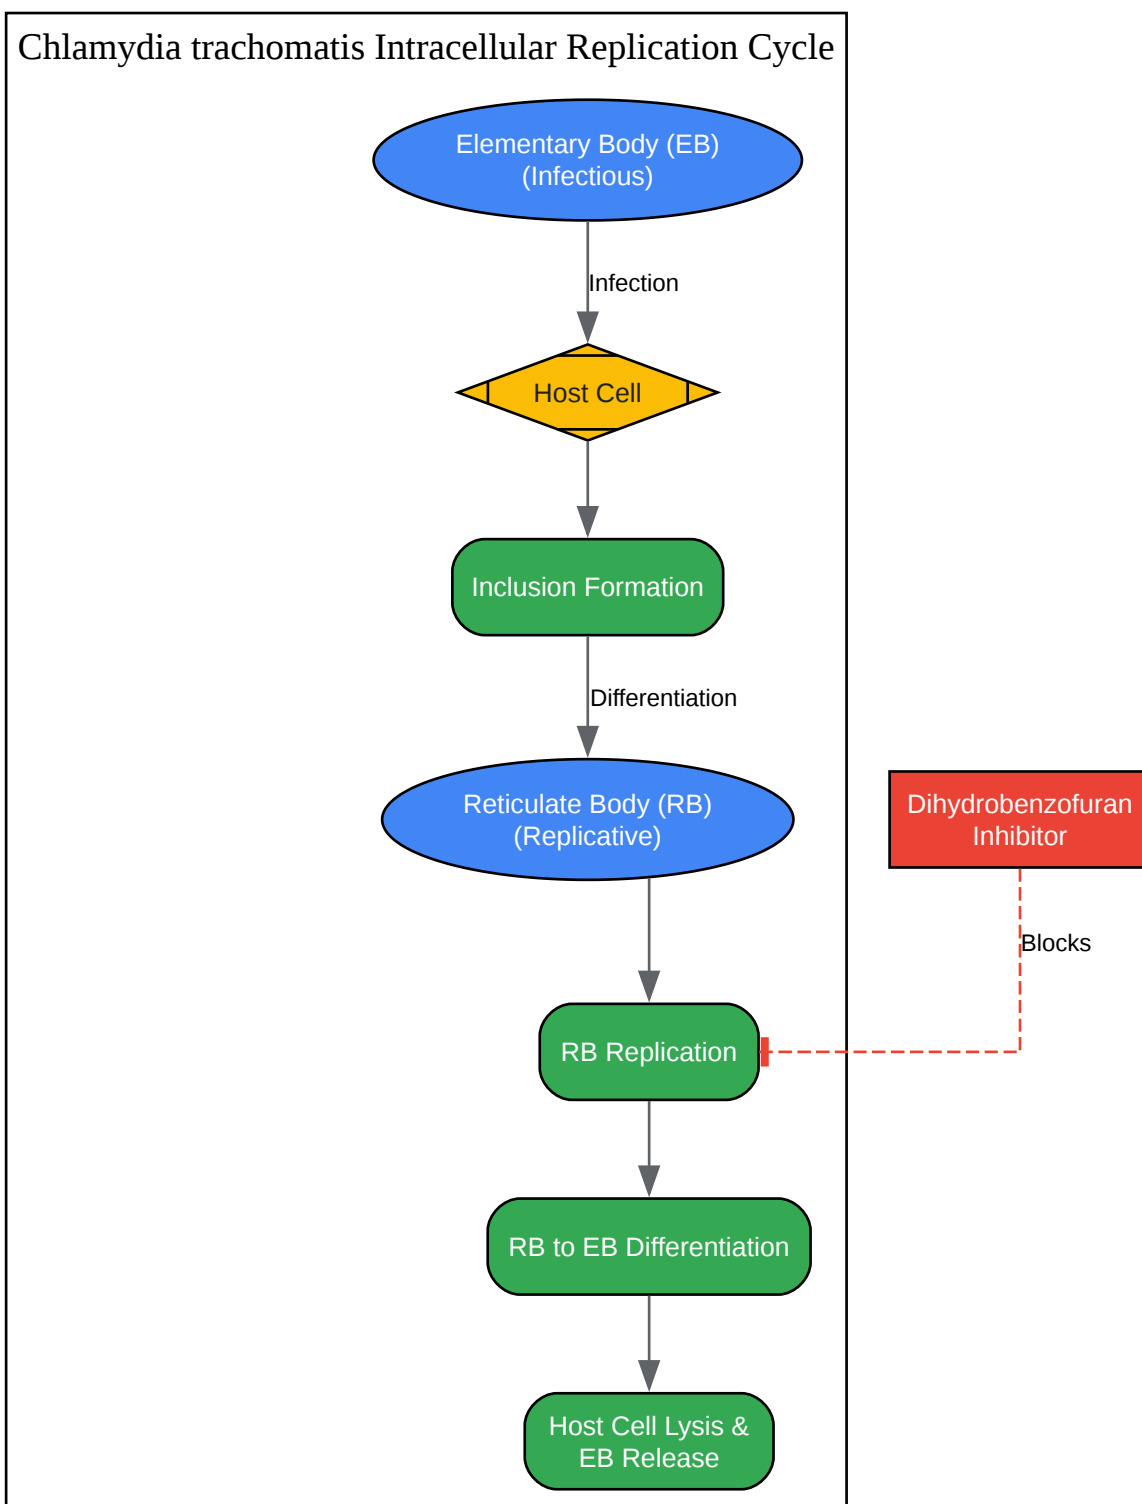 Chlamydia trachomatis Intracellular Replication Cycle
Elementary Body (EB)
(Infectious)
Infection
Host Cell
Inclusion Formation
Differentiation
Reticulate Body (RB)
(Replicative)
Dihydrobenzofuran
Inhibitor
Blocks
RB Replication
RB to EB Differentiation
Host Cell Lysis &
EB Release